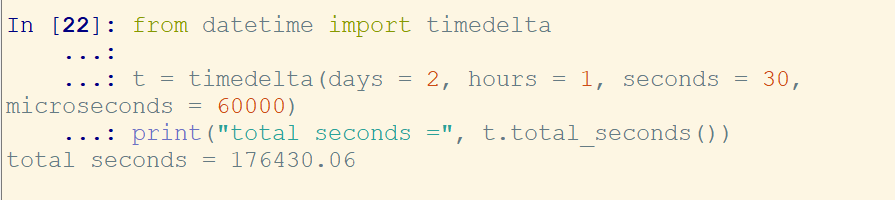 In [22]: from datetime import timedelta
...:
...: t = timedelta(days = 2, hours = 1, seconds = 30,
microseconds = 60000)
...: print("total seconds =", t.total_seconds())
total seconds = 176430.06